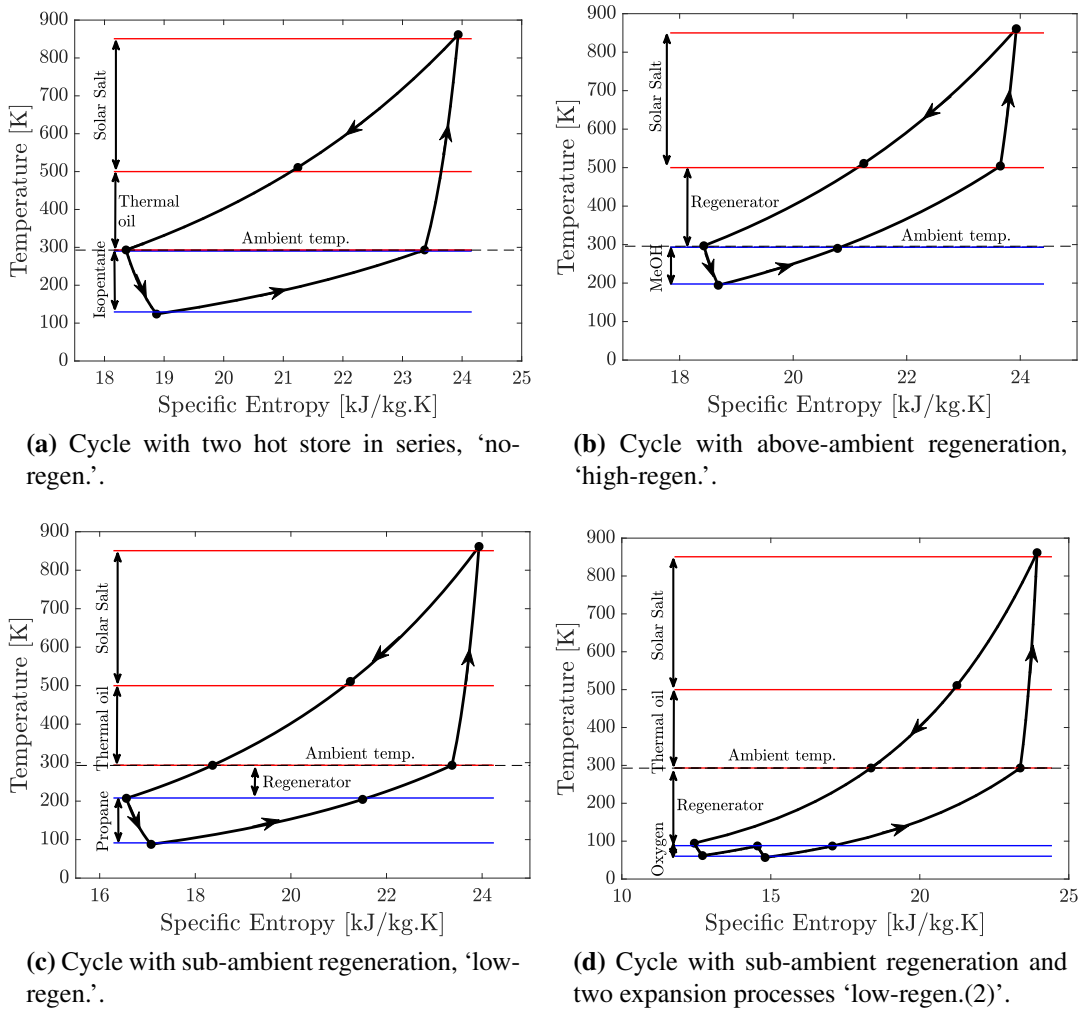 900
800
700
600
500
400
300
200
100
0
Temperature [K]
Solar Salt
Thermal
oil
Isopentane
Ambient temp.
18 19 20 21 22 23 24 25
Specific Entropy [kJ/kg.K]
(a) Cycle with two hot store in series, ‘no-
regen.’.
900
800
700
600
500
400
300
200
100
0
Temperature [K]
Solar Salt
Regenerator
MeOH
Ambient temp.
18 20 22 24
Specific Entropy [kJ/kg.K]
(b) Cycle with above-ambient regeneration,
‘high-regen.’.
900
800
700
600
500
400
300
200
100
0
Temperature [K]
Solar Salt
Thermal oil
Propane
Ambient temp.
Regenerator
16 18 20 22 24
Specific Entropy [kJ/kg.K]
(c) Cycle with sub-ambient regeneration, ‘low-
regen.’.
900
800
700
600
500
400
300
200
100
0
Temperature [K]
Solar Salt
Thermal oil
Ambient temp.
Regenerator
Oxygen
10 15 20 25
Specific Entropy [kJ/kg.K]
(d) Cycle with sub-ambient regeneration and
two expansion processes ‘low-regen.(2)’.